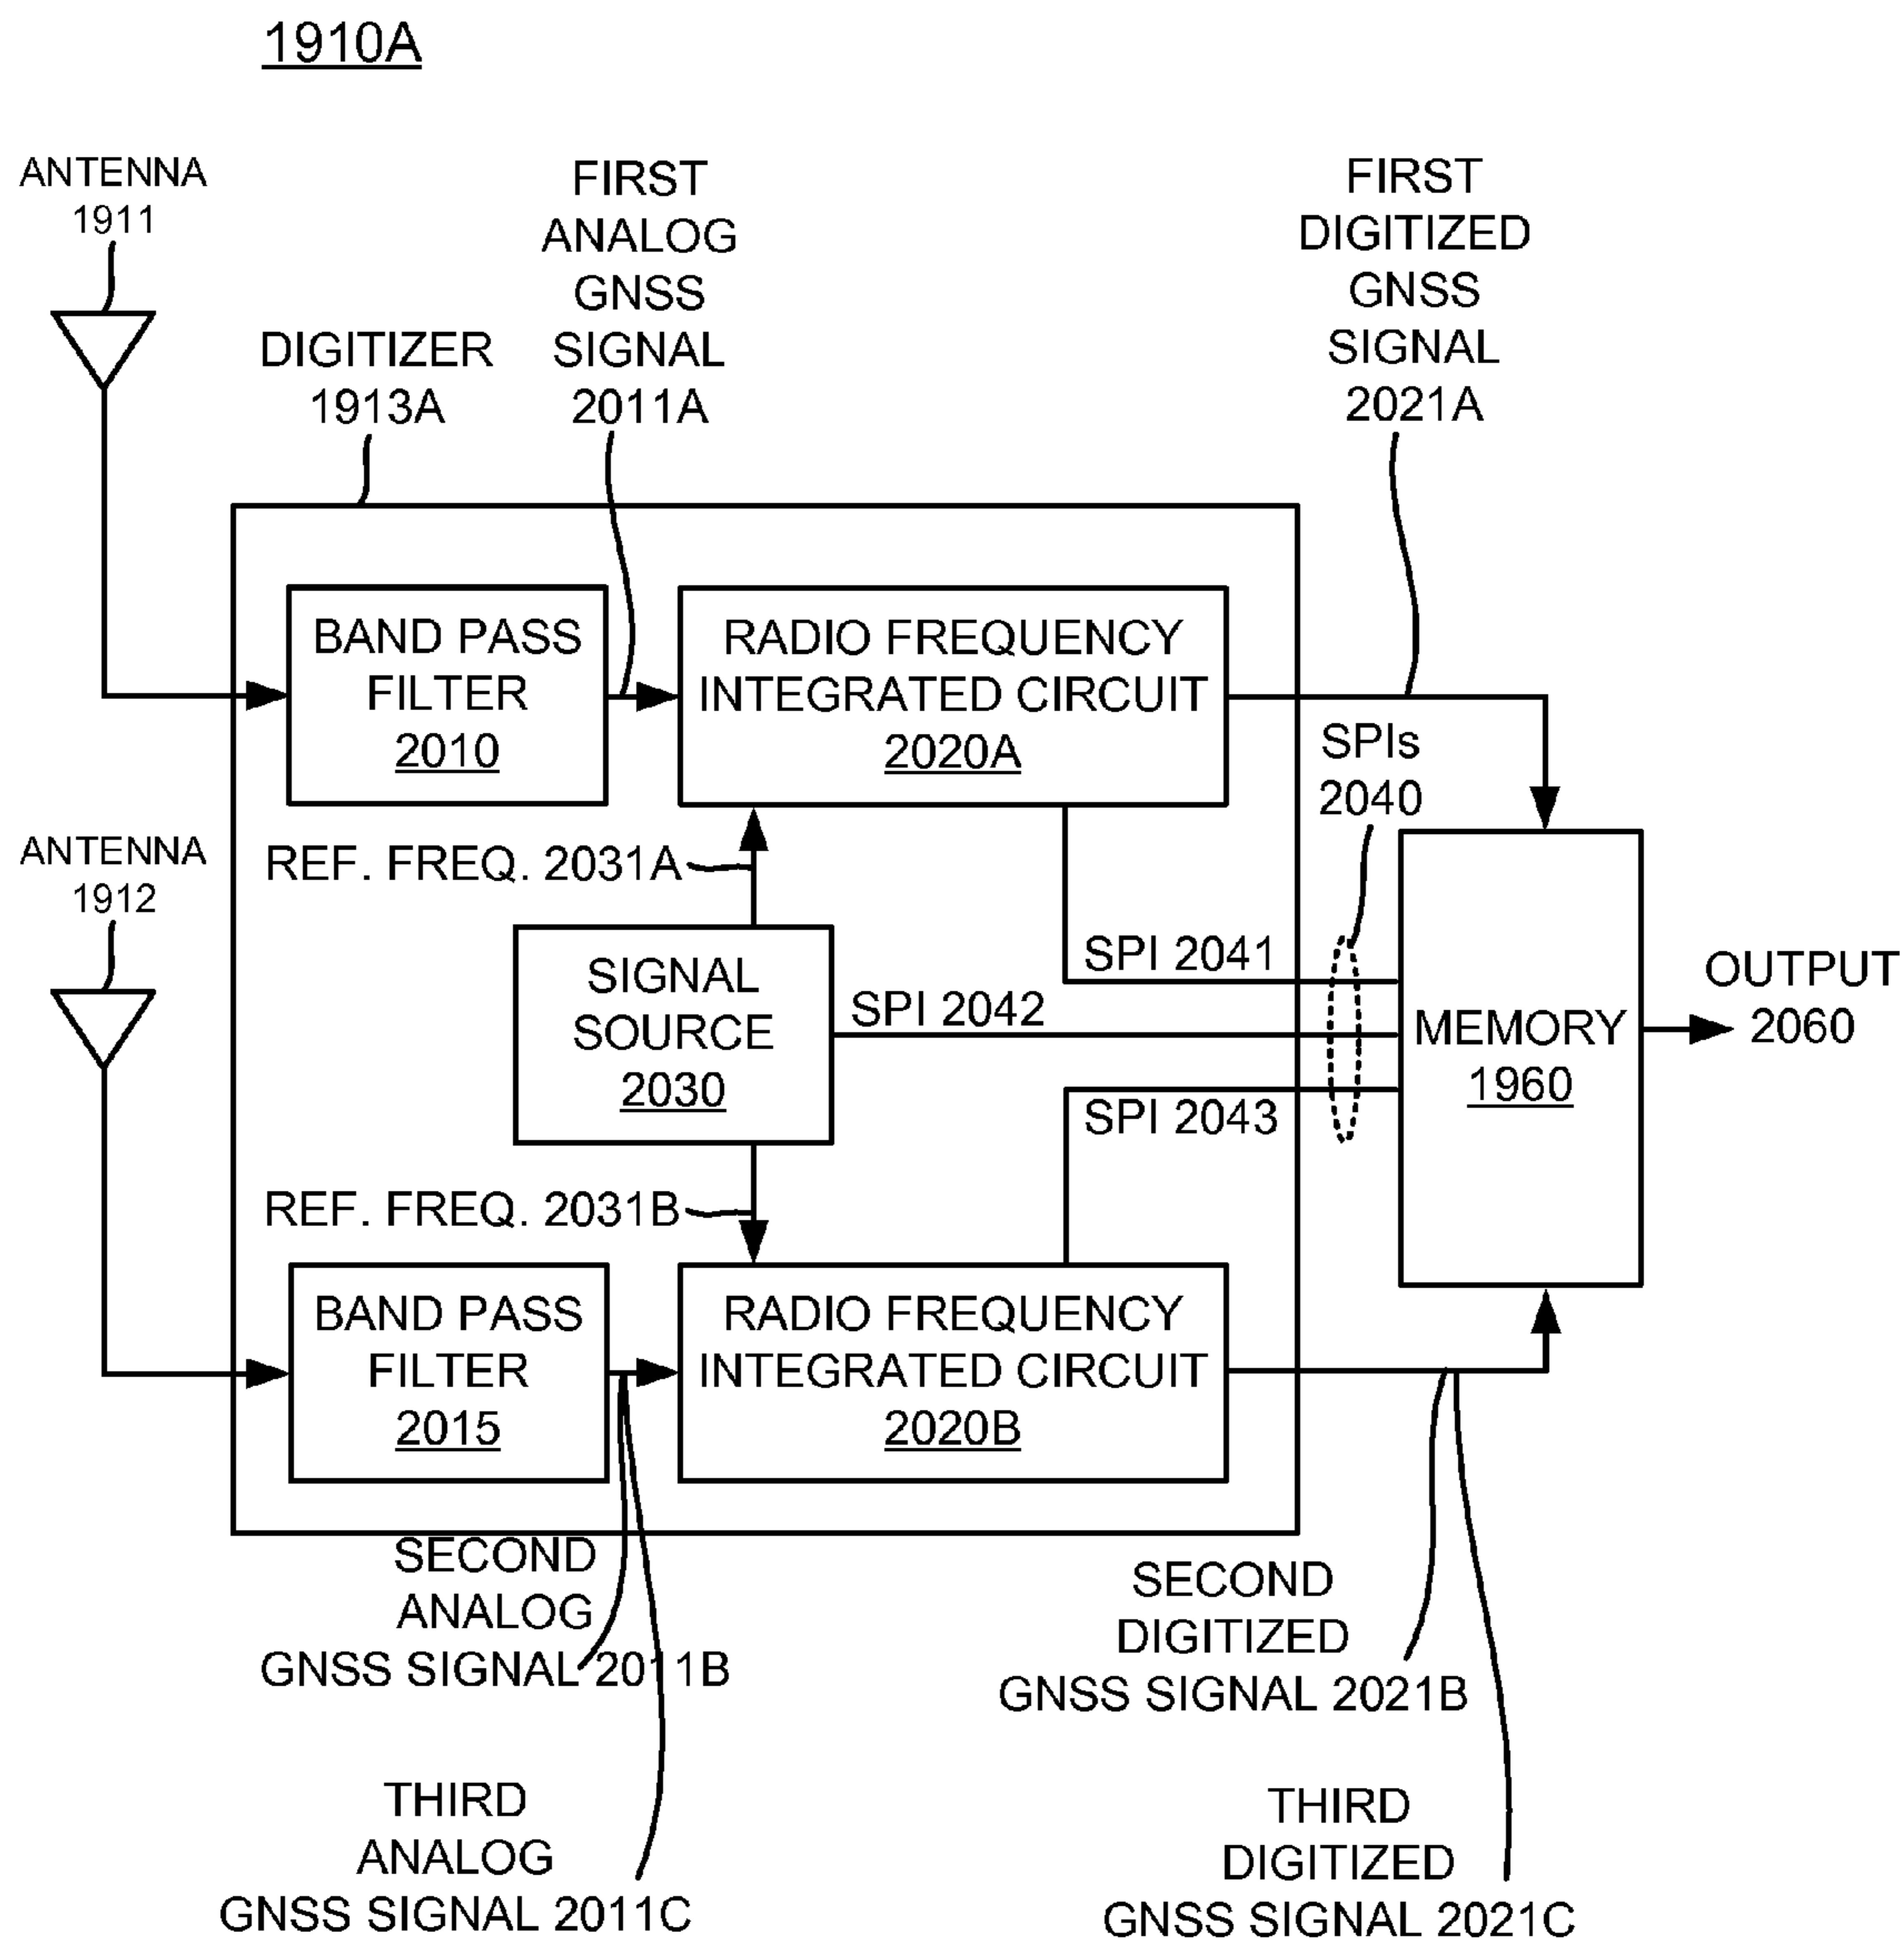 1910A
ANTENNA
1911
FIRST
ANALOG
GNSS
SIGNAL
2011A
FIRST
DIGITIZED
GNSS
SIGNAL
2021A
DIGITIZER
1913A
BAND PASS
FILTER
2010
RADIO FREQUENCY
INTEGRATED CIRCUIT
2020A
SPIs
2040
ANTENNA
1912
REF. FREQ. 2031A
SIGNAL
SOURCE
2030
SPI 2041
SPI 2042
SPI 2043
MEMORY
1960
OUTPUT
2060
REF. FREQ. 2031B
BAND PASS
FILTER
2015
RADIO FREQUENCY
INTEGRATED CIRCUIT
2020B
SECOND
ANALOG
GNSS SIGNAL 2011B
SECOND
DIGITIZED
GNSS SIGNAL 2021B
THIRD
ANALOG
GNSS SIGNAL 2011C
THIRD
DIGITIZED
GNSS SIGNAL 2021C